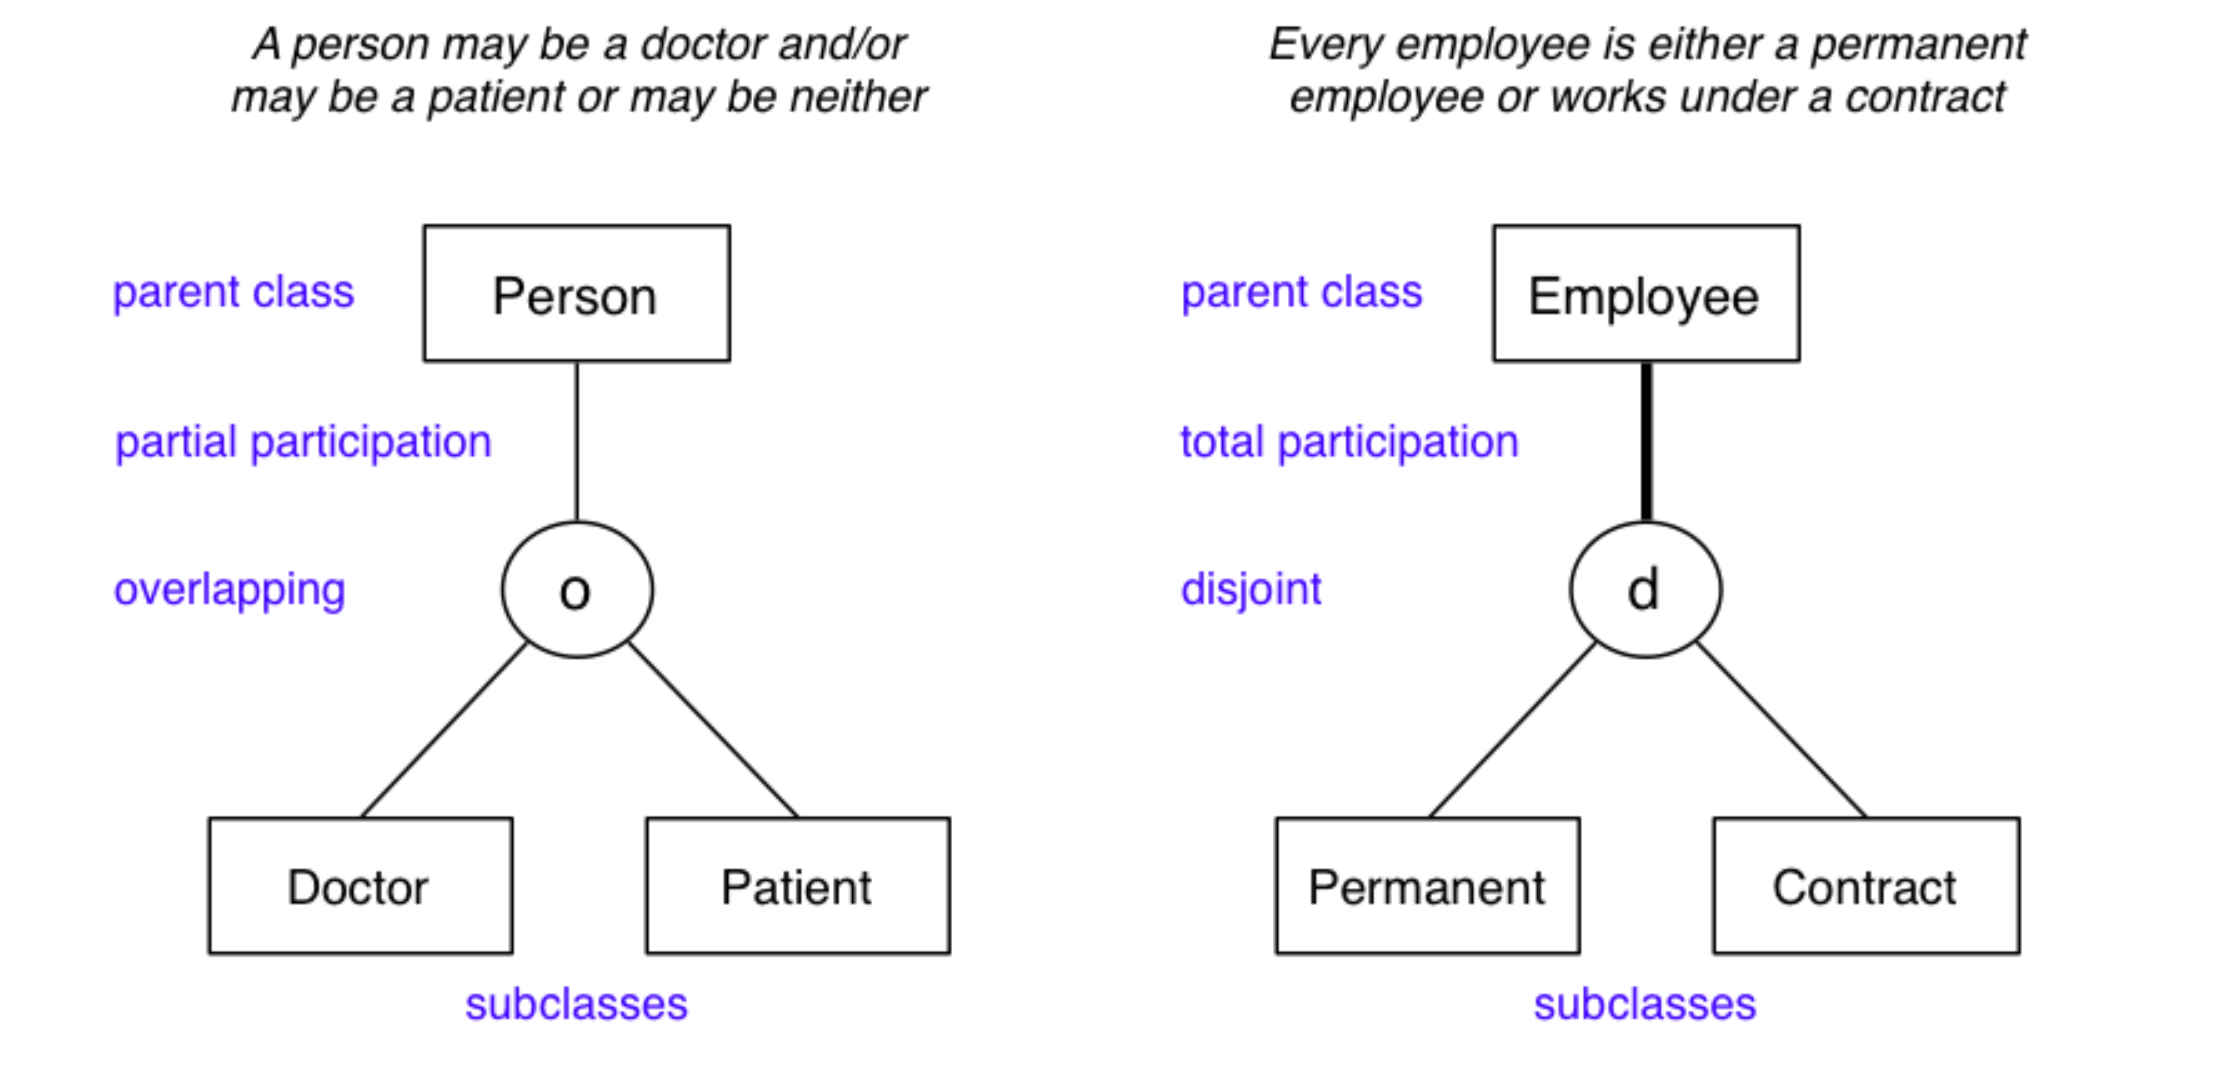 A person may be a doctor and/or
may be a patient or may be neither
parent class
Person
partial participation
overlapping
o
Doctor
Patient
subclasses
Every employee is either a permanent
employee or works under a contract
parent class
Employee
total participation
disjoint
d
Permanent
Contract
subclasses